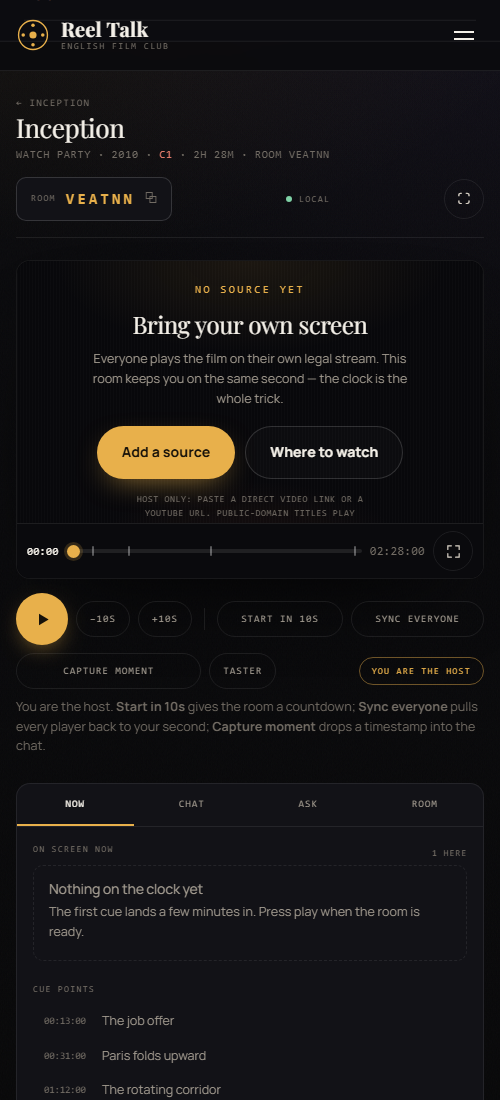 Reel Talk
ENGLISH FILM CLUB
← INCEPTION
Inception
WATCH PARTY · 2010 · C1 · 2H 28M · ROOM VEATNN
ROOM VEATNN
LOCAL
NO SOURCE YET
Bring your own screen
Everyone plays the film on their own legal stream. This
room keeps you on the same second — the clock is the
whole trick.
Add a source
Where to watch
HOST ONLY: PASTE A DIRECT VIDEO LINK OR A
YOUTUBE URL. PUBLIC-DOMAIN TITLES PLAY
00:00
02:28:00
−10S
+10S
START IN 10S
SYNC EVERYONE
CAPTURE MOMENT
TASTER
YOU ARE THE HOST
You are the host. Start in 10s gives the room a countdown; Sync everyone pulls
every player back to your second; Capture moment drops a timestamp into the
chat.
NOW
CHAT
ASK
ROOM
ON SCREEN NOW
1 HERE
Nothing on the clock yet
The first cue lands a few minutes in. Press play when the room is
ready.
CUE POINTS
00:13:00 The job offer
00:31:00 Paris folds upward
01:12:00 The rotating corridor